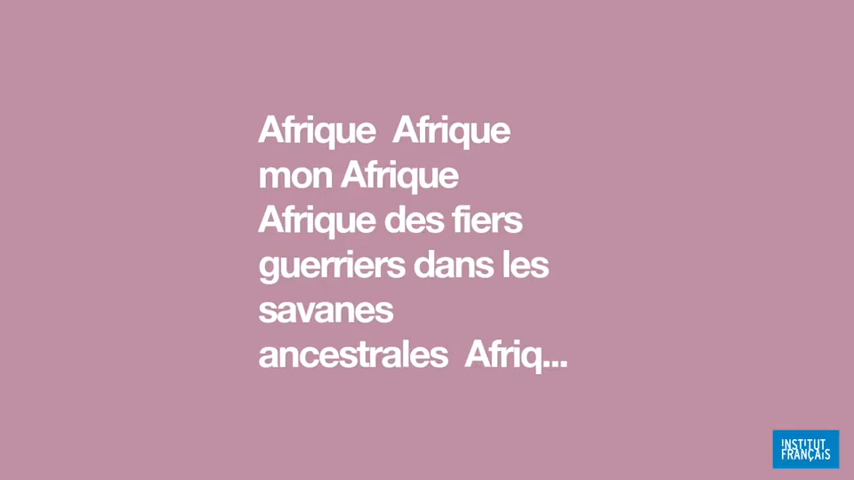 Afrique  Afrique
mon Afrique
Afrique des fiers
guerriers dans les
savanes
ancestrales  Afriq...
INSTITUT
FRANÇAIS